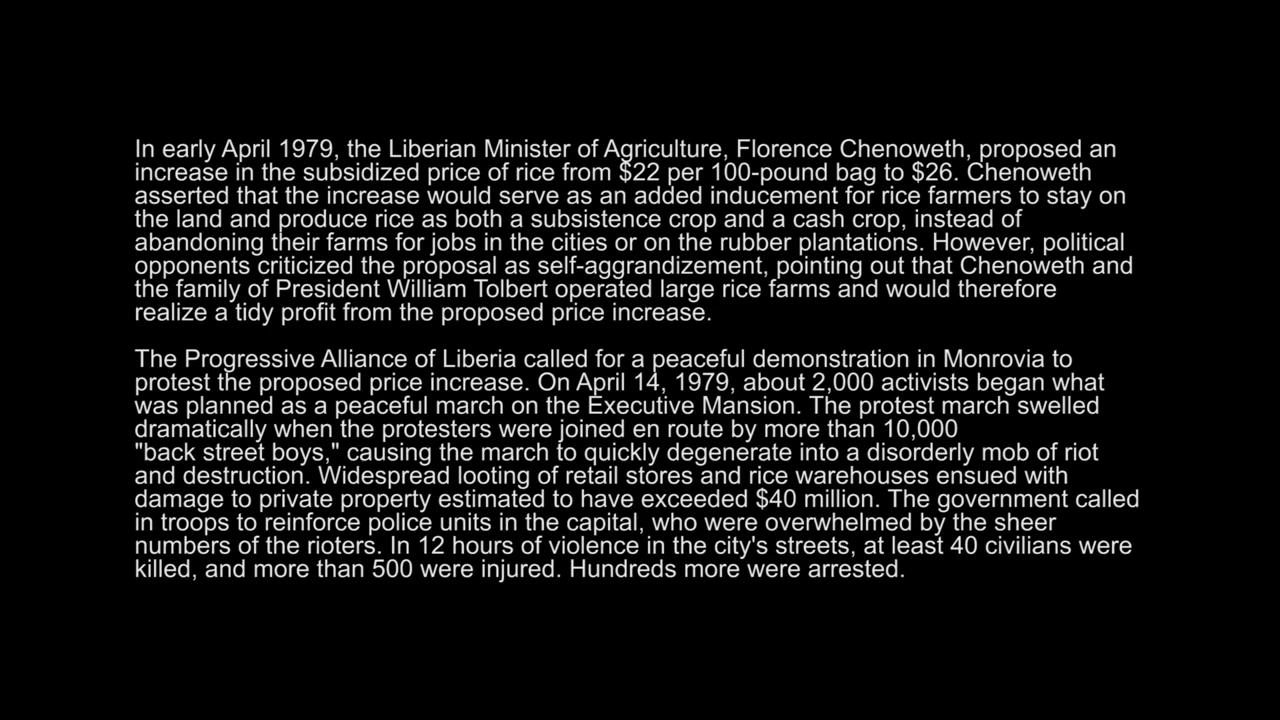 In early April 1979, the Liberian Minister of Agriculture, Florence Chenoweth, proposed an
increase in the subsidized price of rice from $22 per 100-pound bag to $26. Chenoweth
asserted that the increase would serve as an added inducement for rice farmers to stay on
the land and produce rice as both a subsistence crop and a cash crop, instead of
abandoning their farms for jobs in the cities or on the rubber plantations. However, political
opponents criticized the proposal as self-aggrandizement, pointing out that Chenoweth and
the family of President William Tolbert operated large rice farms and would therefore
realize a tidy profit from the proposed price increase.
The Progressive Alliance of Liberia called for a peaceful demonstration in Monrovia to
protest the proposed price increase. On April 14, 1979, about 2,000 activists began what
was planned as a peaceful march on the Executive Mansion. The protest march swelled
dramatically when the protesters were joined en route by more than 10,000
"back street boys," causing the march to quickly degenerate into a disorderly mob of riot
and destruction. Widespread looting of retail stores and rice warehouses ensued with
damage to private property estimated to have exceeded $40 million. The government called
in troops to reinforce police units in the capital, who were overwhelmed by the sheer
numbers of the rioters. In 12 hours of violence in the city's streets, at least 40 civilians were
killed, and more than 500 were injured. Hundreds more were arrested.